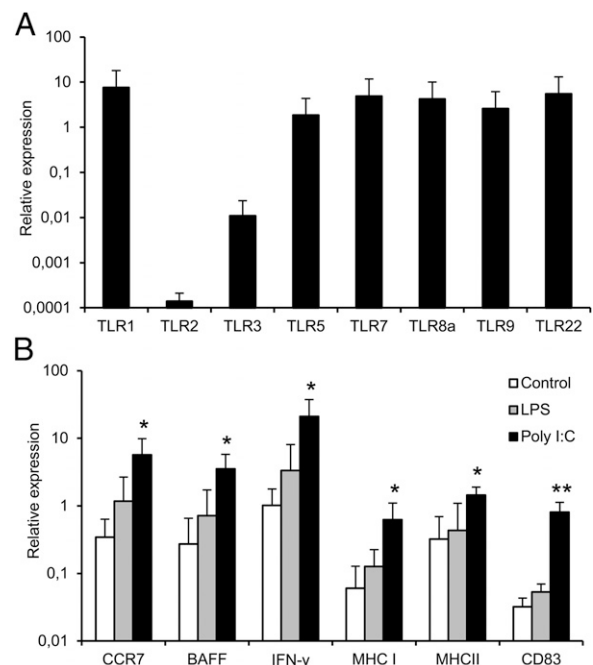 A
Relative expression
100
10
1
0,1
0,01
0,001
0,0001
TLR1 TLR2 TLR3 TLR5 TLR7 TLR8a TLR9 TLR22
B
Relative expression
100
10
1
0,1
0,01
Control
LPS
Poly I:C
* * * * * **
CCR7 BAFF IFN-γ MHC I MHCII CD83